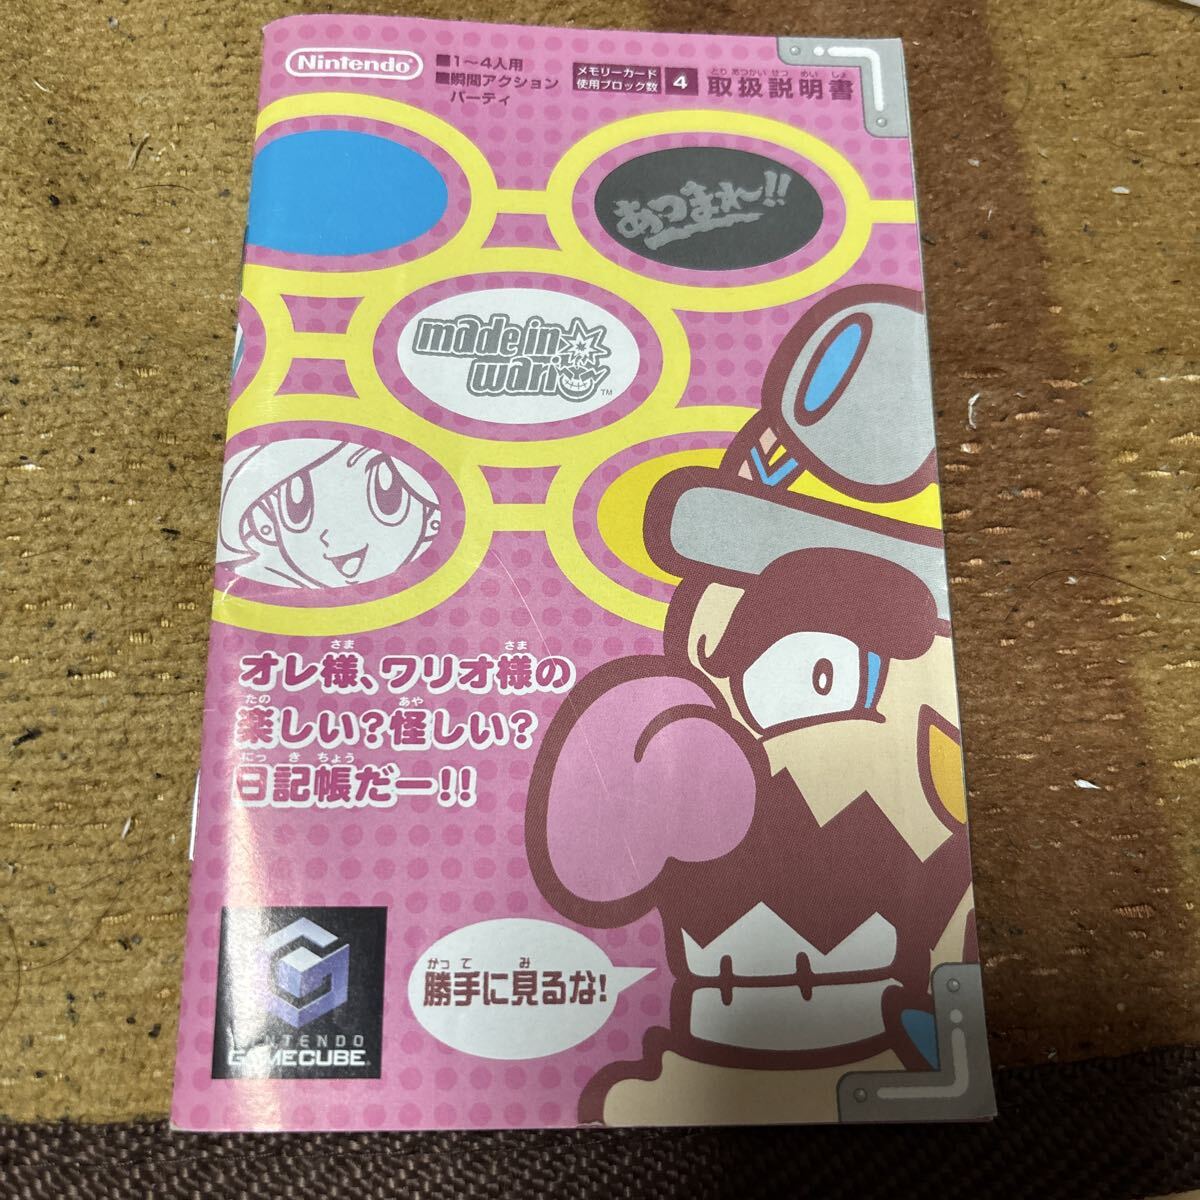 Nintendo
■1～4人用
■瞬間アクション
パーティ
メモリーカード
使用ブロック数 4
とり あつかい せつ めい しょ
取扱説明書
あつまれ～!!
made in
wario™
さま さま
オレ様、ワリオ様の
たの あや
楽しい?怪しい?
にっ き ちょう
日記帳だー!!
かっ て み
勝手に見るな!
NINTENDO
GAMECUBE